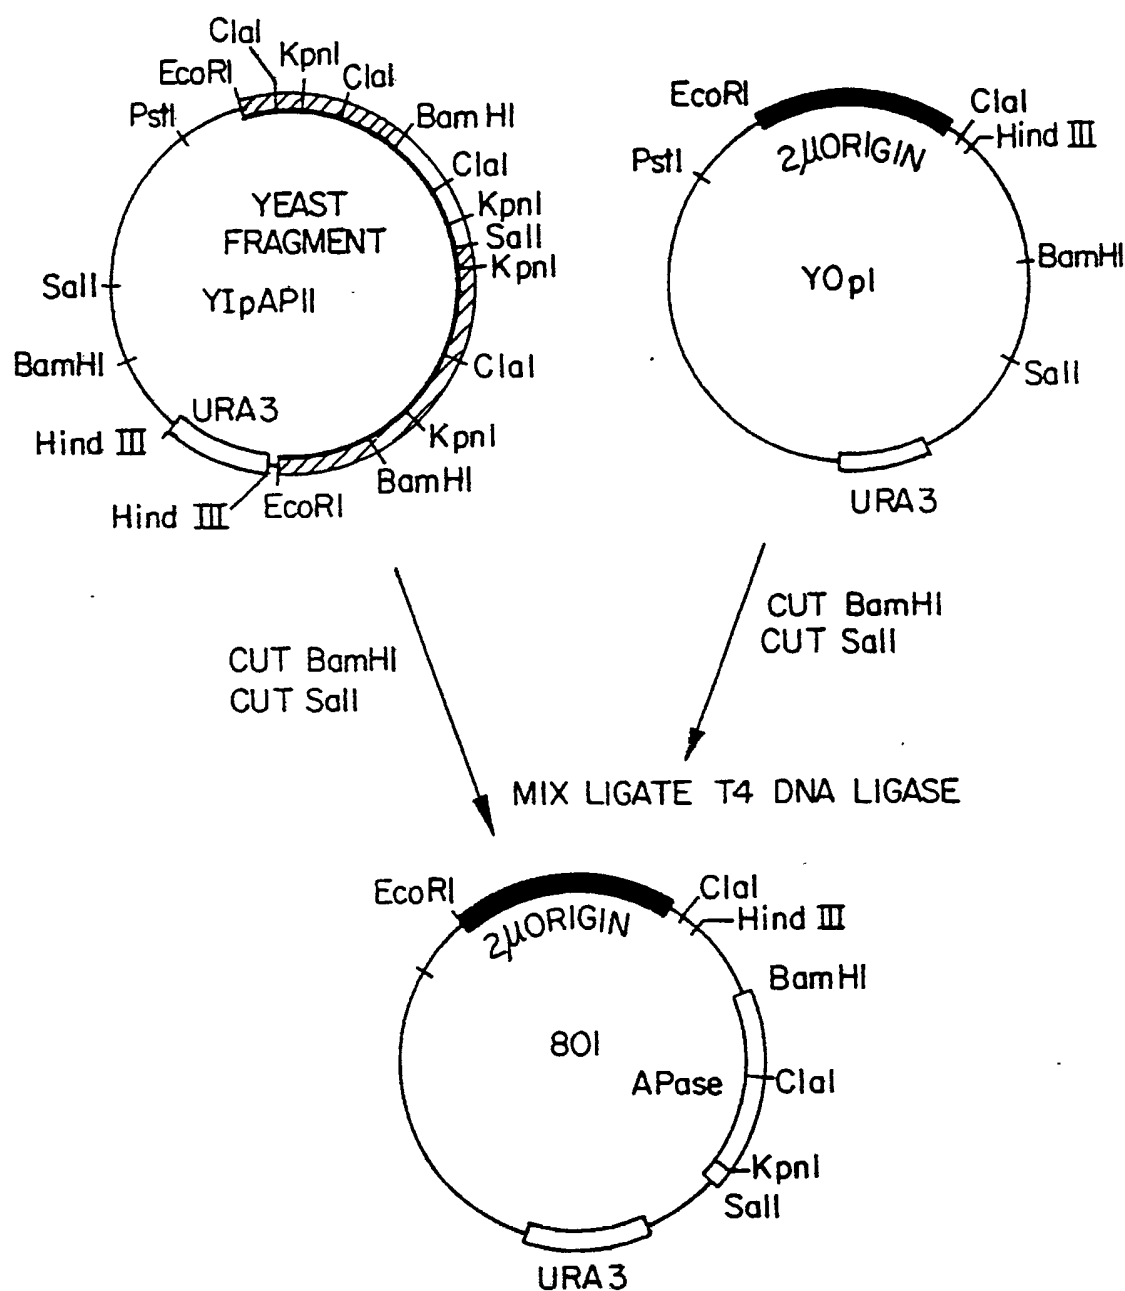 ClaI
KpnI
EcoRI
ClaI
PstI
BamHI
ClaI
YEAST
FRAGMENT
KpnI
SalI
KpnI
SalI
YIpAPII
BamHI
ClaI
URA3
Hind III
KpnI
BamHI
Hind III
EcoRI
EcoRI
ClaI
Hind III
2μORIGIN
PstI
BamHI
YOpI
SalI
URA3
CUT BamHI
CUT SalI
CUT BamHI
CUT SalI
MIX LIGATE T4 DNA LIGASE
EcoRI
ClaI
Hind III
2μORIGIN
BamHI
801
APase
ClaI
KpnI
SalI
URA3